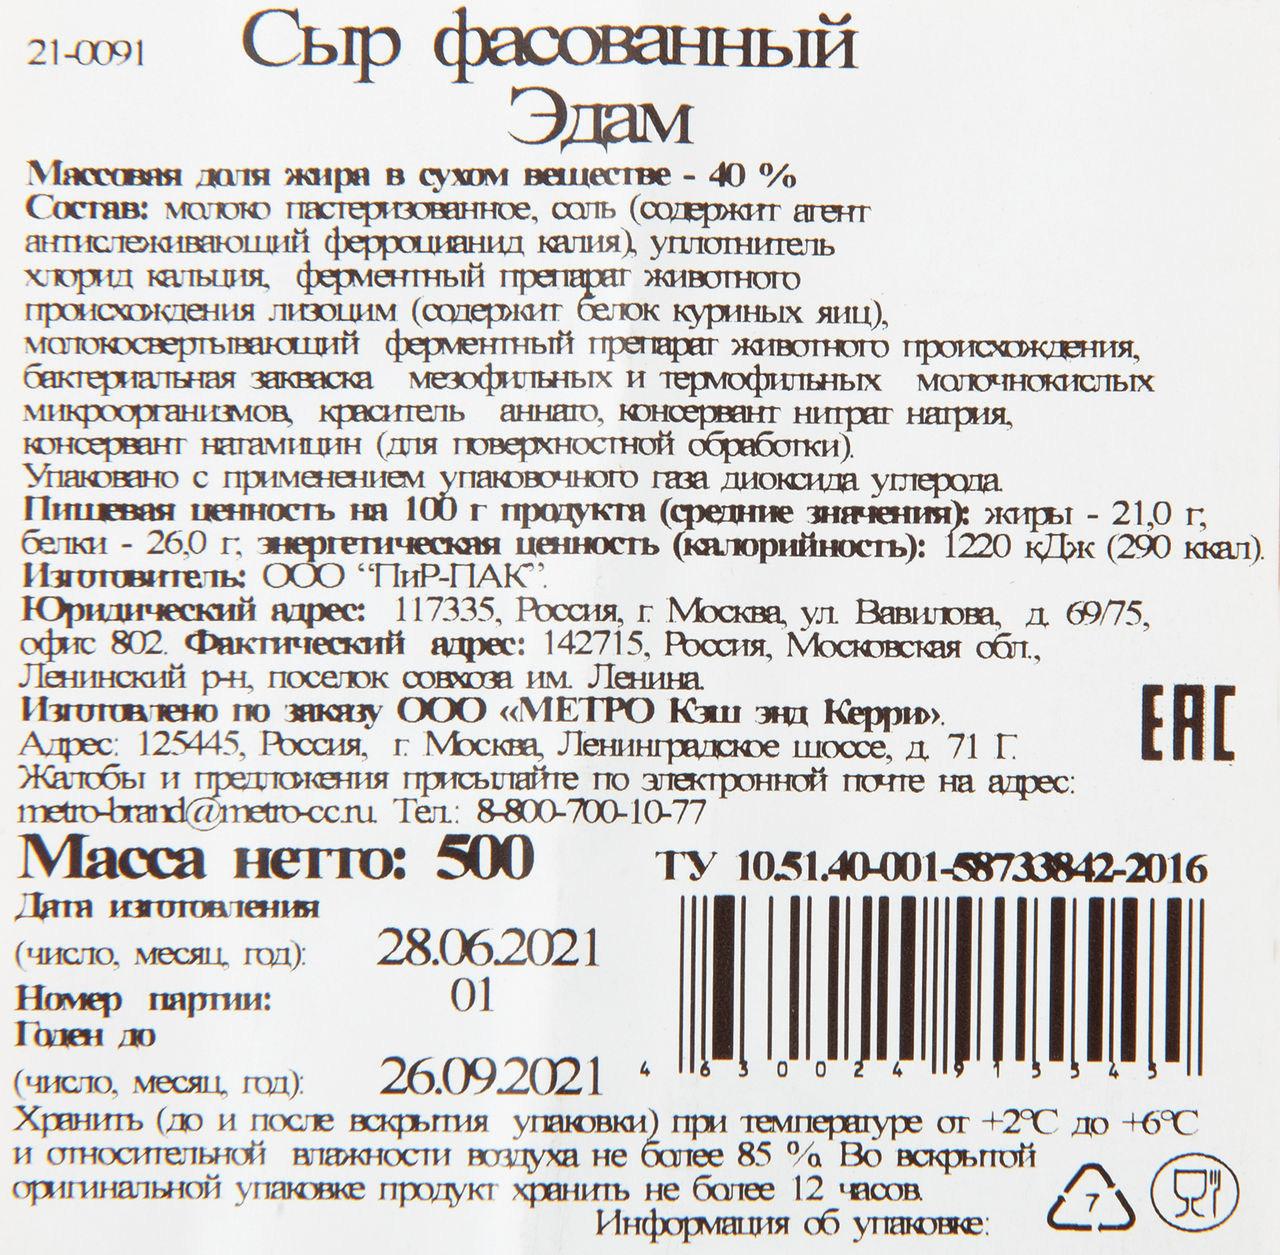 21-0091
Сыр фасованный
Эдам
Массовая доля жира в сухом веществе - 40 %
Состав: молоко пастеризованное, соль (содержит агент
антислеживающий ферроцианид калия), уплотнитель
хлорид кальция, ферментный препарат животного
происхождения лизоцим (содержит белок куриных яиц),
молокосвертывающий ферментный препарат животного происхождения,
бактериальная закваска мезофильных и термофильных молочнокислых
микроорганизмов, краситель аннато, консервант нитрат натрия,
консервант натамицин (для поверхностной обработки).
Упаковано с применением упаковочного газа диоксида углерода.
Пищевая ценность на 100 г продукта (средние значения): жиры - 21,0 г,
белки - 26,0 г, энергетическая ценность (калорийность): 1220 кДж (290 ккал).
Изготовитель: ООО “ПиР-ПАК”.
Юридический адрес: 117335, Россия, г. Москва, ул. Вавилова, д. 69/75,
офис 802. Фактический адрес: 142715, Россия, Московская обл.,
Ленинский р-н, поселок совхоза им. Ленина.
Изготовлено по заказу ООО «МЕТРО Кэш энд Керри».
Адрес: 125445, Россия, г. Москва, Ленинградское шоссе, д. 71 Г.
Жалобы и предложения присылайте по электронной почте на адрес:
metro-brand@metro-cc.ru. Тел.: 8-800-700-10-77
EAC
Масса нетто: 500
ТУ 10.51.40-001-58733842-2016
Дата изготовления
(число, месяц, год): 28.06.2021
Номер партии: 01
Годен до
(число, месяц, год): 26.09.2021
4 630024 913343
Хранить (до и после вскрытия упаковки) при температуре от +2°C до +6°C
и относительной влажности воздуха не более 85 %. Во вскрытой
оригинальной упаковке продукт хранить не более 12 часов.
Информация об упаковке:
7